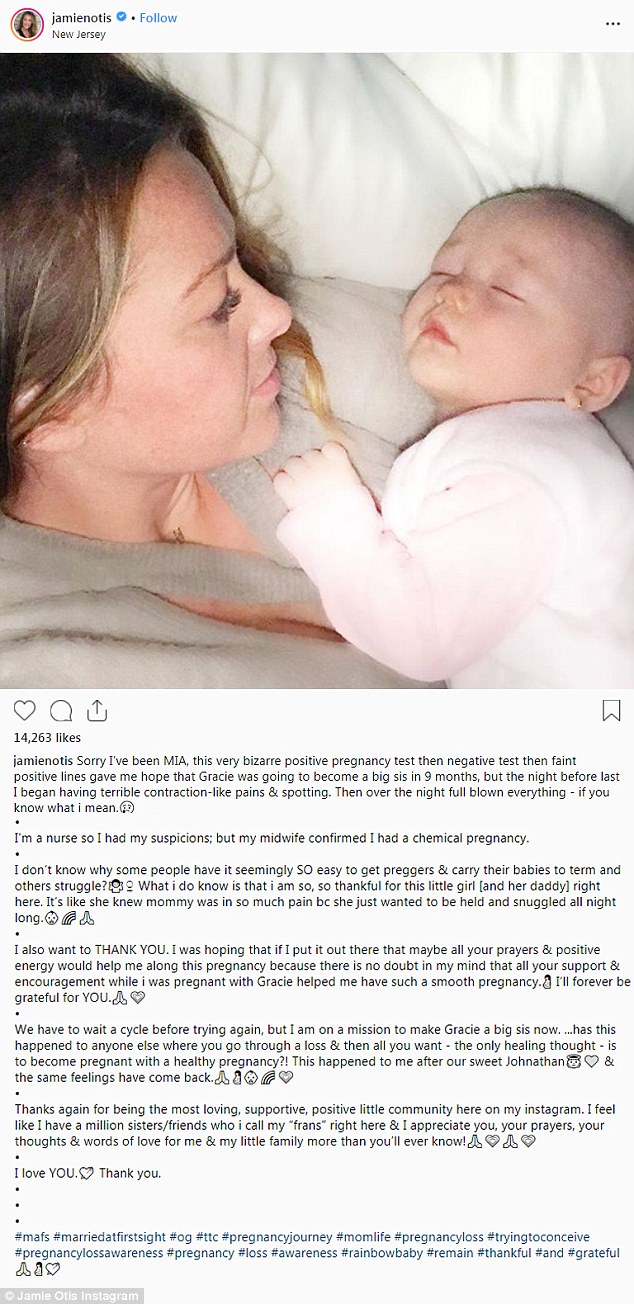 jamienotis • Follow
New Jersey
14,263 likes
jamienotis Sorry I've been MIA, this very bizarre positive pregnancy test then negative test then faint
positive lines gave me hope that Gracie was going to become a big sis in 9 months, but the night before last
I began having terrible contraction-like pains & spotting. Then over the night full blown everything - if you
know what i mean.
•
I'm a nurse so I had my suspicions; but my midwife confirmed I had a chemical pregnancy.
•
I don't know why some people have it seemingly SO easy to get preggers & carry their babies to term and
others struggle? What i do know is that i am so, so thankful for this little girl [and her daddy] right
here. It's like she knew mommy was in so much pain bc she just wanted to be held and snuggled all night
long.
•
I also want to THANK YOU. I was hoping that if I put it out there that maybe all your prayers & positive
energy would help me along this pregnancy because there is no doubt in my mind that all your support &
encouragement while i was pregnant with Gracie helped me have such a smooth pregnancy. I'll forever be
grateful for YOU.
•
We have to wait a cycle before trying again, but I am on a mission to make Gracie a big sis now. ...has this
happened to anyone else where you go through a loss & then all you want - the only healing thought - is
to become pregnant with a healthy pregnancy?! This happened to me after our sweet Johnathan &
the same feelings have come back.
•
Thanks again for being the most loving, supportive, positive little community here on my instagram. I feel
like I have a million sisters/friends who i call my "frans" right here & I appreciate you, your prayers, your
thoughts & words of love for me & my little family more than you'll ever know!
•
I love YOU. Thank you.
•
•
•
#mafs #marriedatfirstsight #og #ttc #pregnancyjourney #momlife #pregnancyloss #tryingtoconceive
#pregnancylossawareness #pregnancy #loss #awareness #rainbowbaby #remain #thankful #and #grateful
© Jamie Otis Instagram